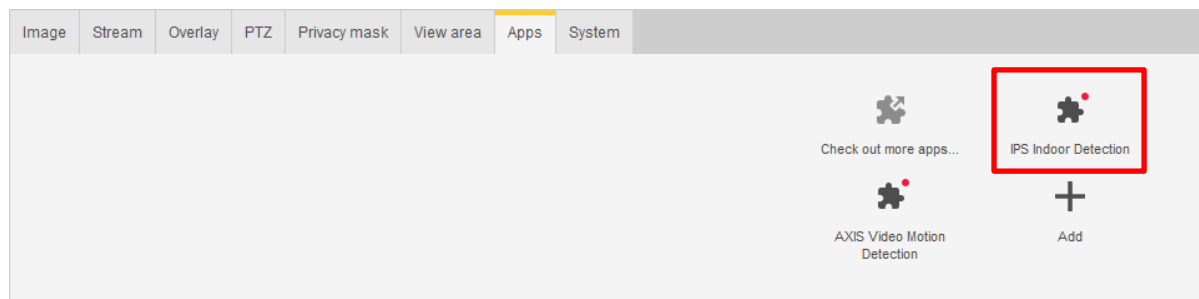 Image Stream Overlay PTZ Privacy mask View area Apps System
Check out more apps... IPS Indoor Detection
AXIS Video Motion
Detection
Add